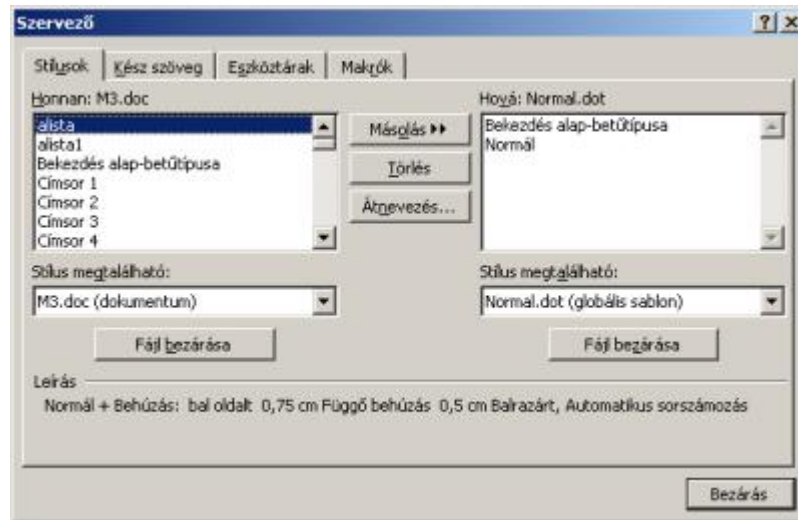 Szervező
Stílusok Kész szöveg Eszköztárak Makrók
Honnan: M3.doc
alista
alista1
Bekezdés alap-betűtípusa
Címsor 1
Címsor 2
Címsor 3
Címsor 4
Másolás
Törlés
Átnevezés...
Hová: Normal.dot
Bekezdés alap-betűtípusa
Normál
Stílus megtalálható:
M3.doc (dokumentum)
Fájl bezárása
Stílus megtalálható:
Normal.dot (globális sablon)
Fájl bezárása
Leírás
Normál + Behúzás: bal oldalt 0,75 cm Függő behúzás 0,5 cm Balrazárt, Automatikus sorszámozás
Bezárás